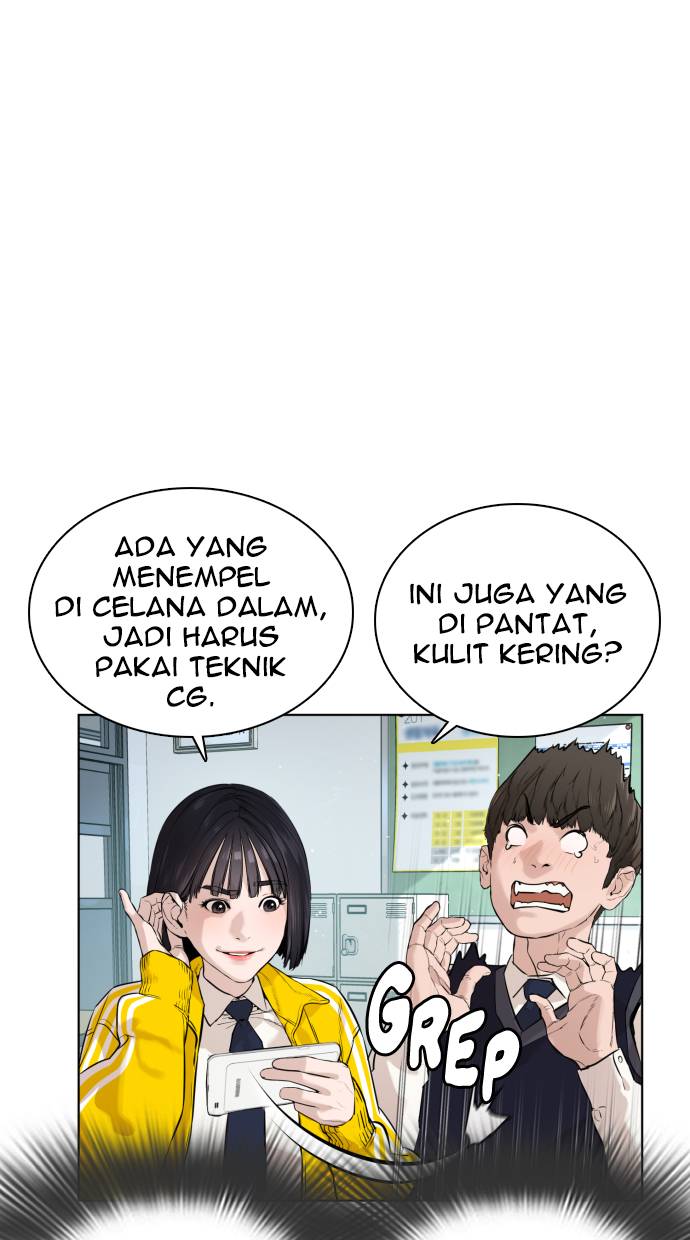 ADA YANG
MENEMPEL
DI CELANA DALAM,
JADI HARUS
PAKAI TEKNIK
CG.
INI JUGA YANG
DI PANTAT,
KULIT KERING?
201
GREP